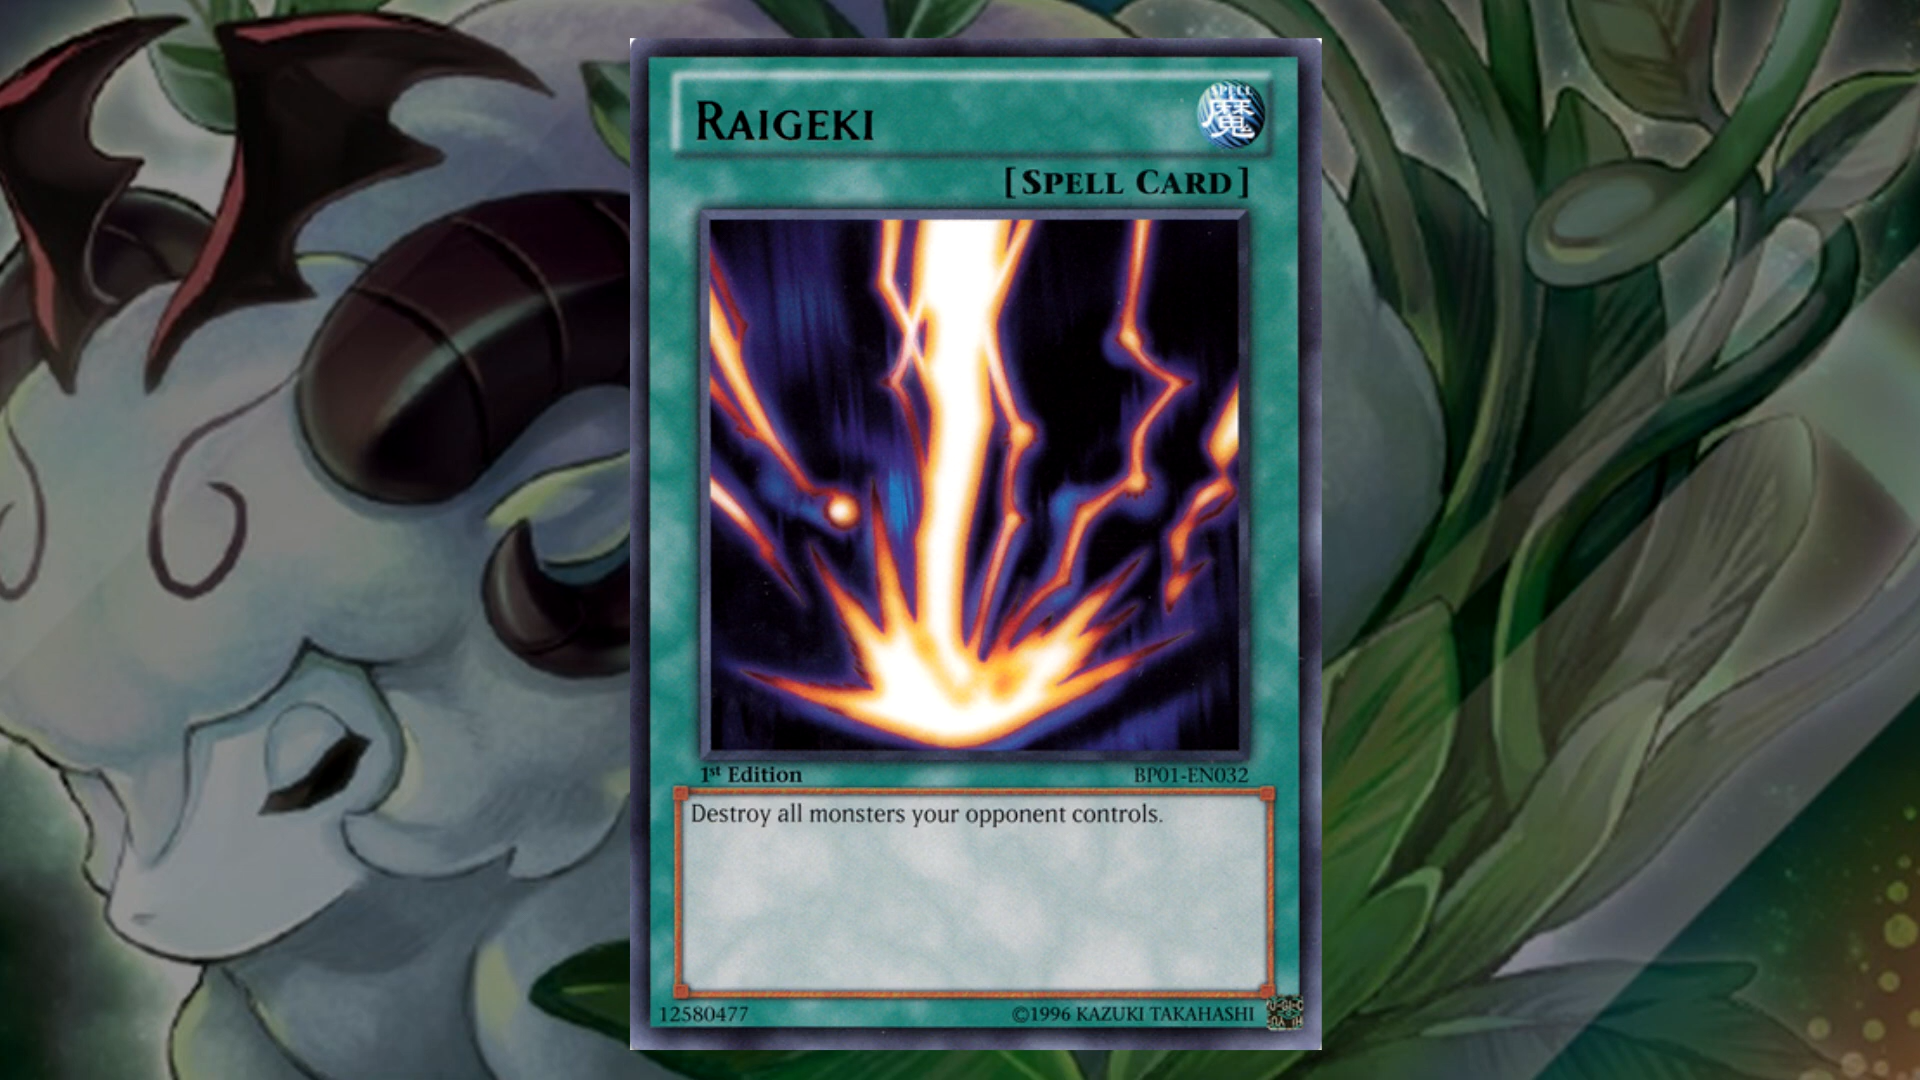 RAIGEKI
SPELL
魔
[SPELL CARD]
1st Edition
BP01-EN032
Destroy all monsters your opponent controls.
12580477
©1996 KAZUKI TAKAHASHI